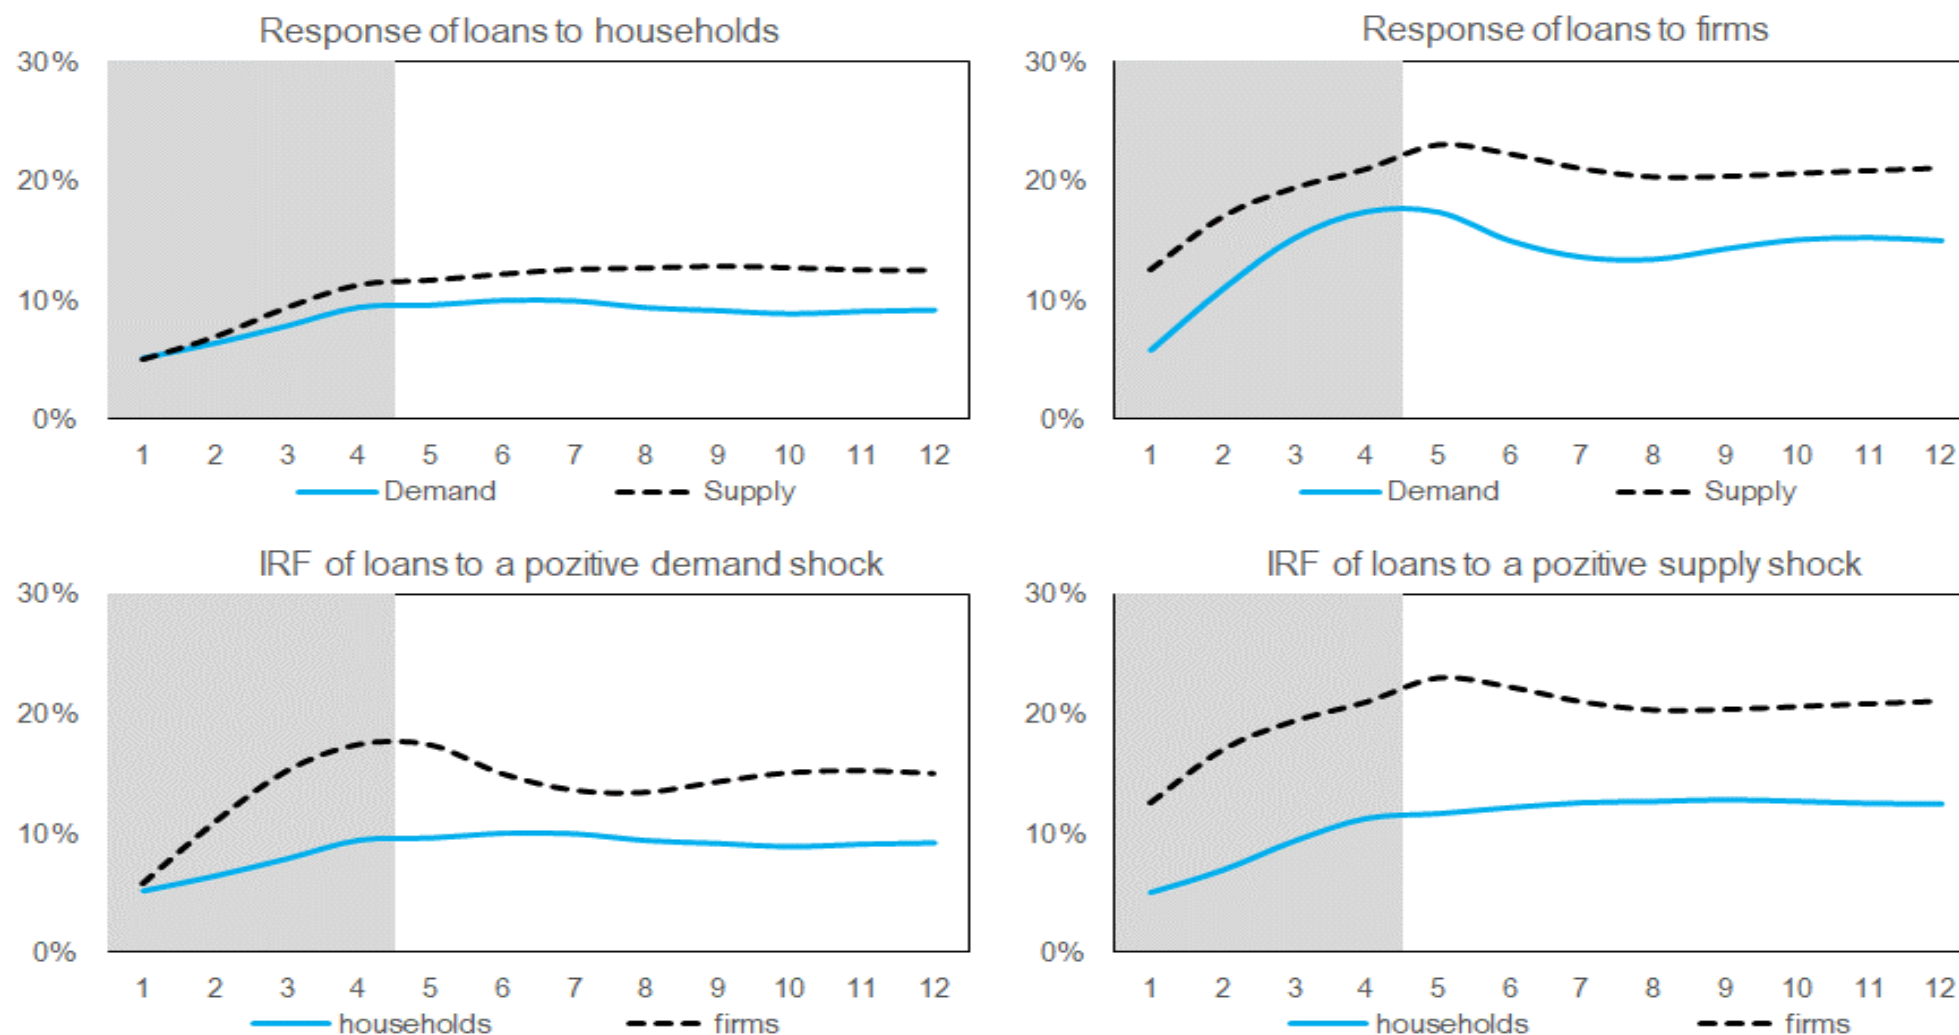 Response of loans to households
30%
20%
10%
0%
1 2 3 4 5 6 7 8 9 10 11 12
Demand Supply
Response of loans to firms
30%
20%
10%
0%
1 2 3 4 5 6 7 8 9 10 11 12
Demand Supply
IRF of loans to a pozitive demand shock
30%
20%
10%
0%
1 2 3 4 5 6 7 8 9 10 11 12
households firms
IRF of loans to a pozitive supply shock
30%
20%
10%
0%
1 2 3 4 5 6 7 8 9 10 11 12
households firms